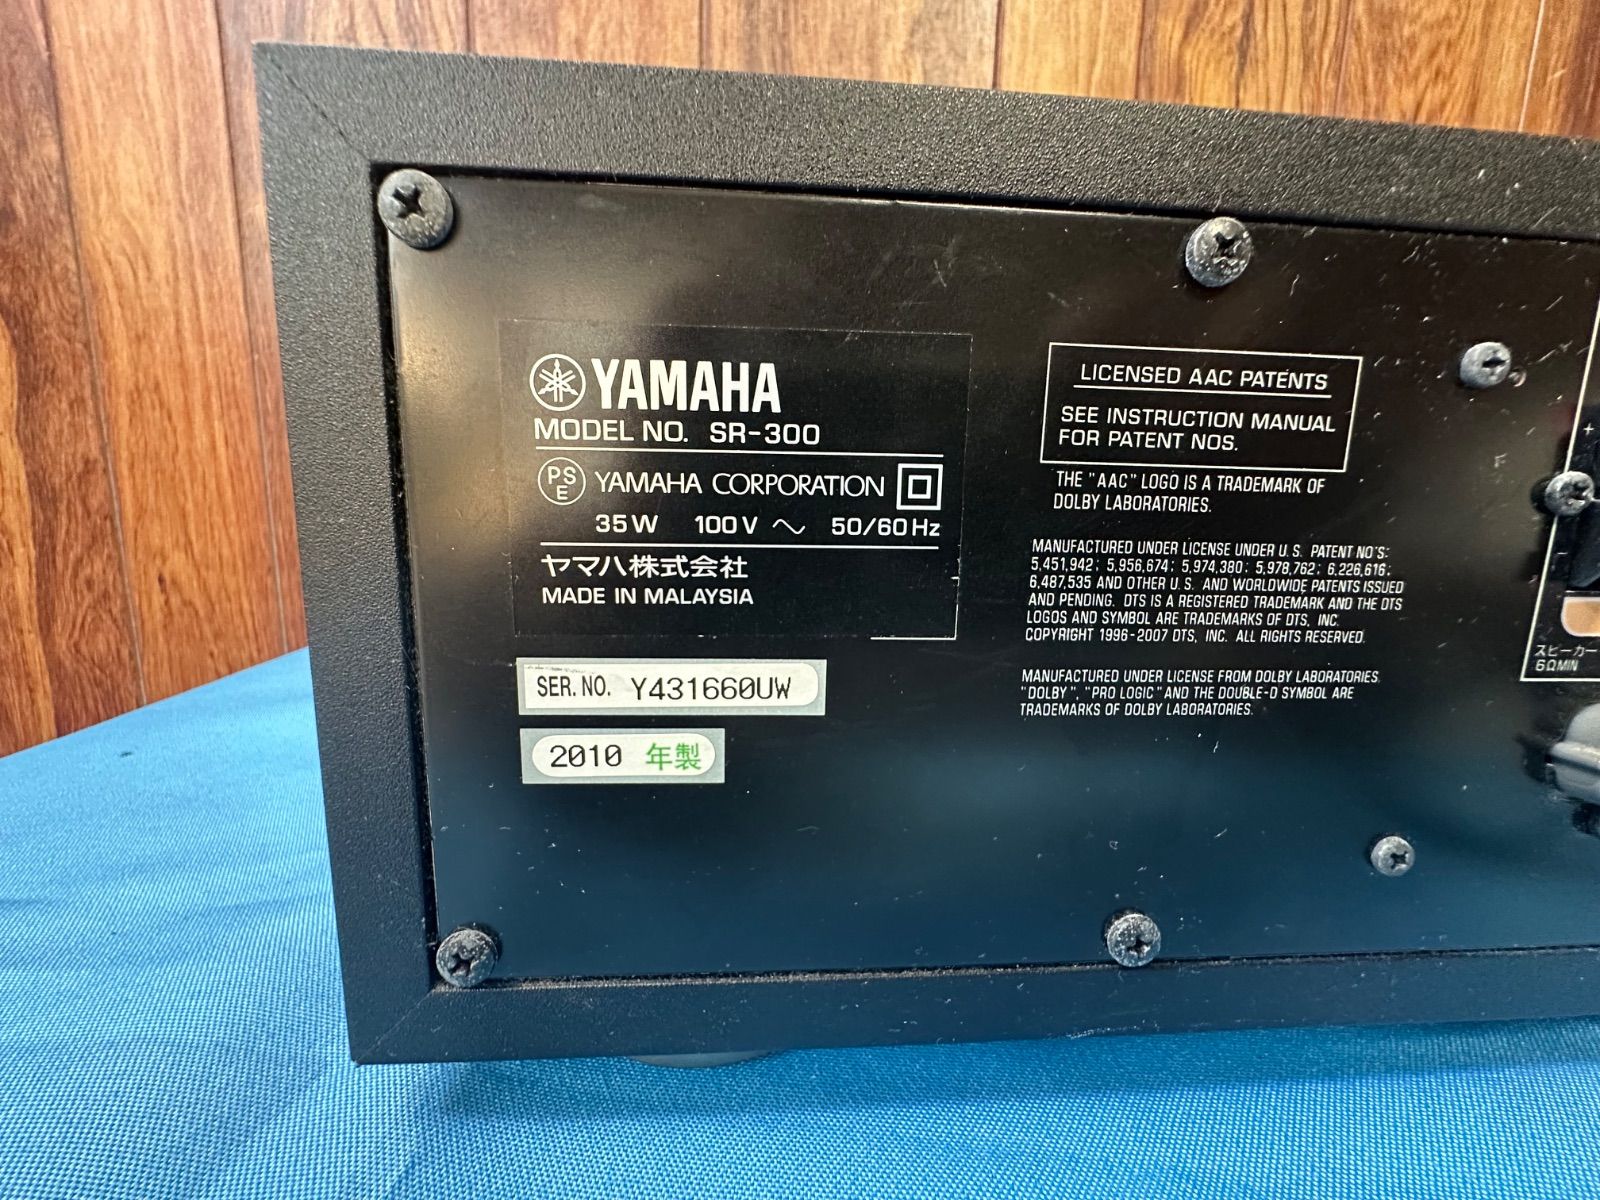 YAMAHA
MODEL NO. SR-300
PSE YAMAHA CORPORATION
35W 100V ～ 50/60Hz
ヤマハ株式会社
MADE IN MALAYSIA
SER. NO. Y431660UW
2010 年製
LICENSED AAC PATENTS
SEE INSTRUCTION MANUAL
FOR PATENT NOS.
THE "AAC" LOGO IS A TRADEMARK OF
DOLBY LABORATORIES.
MANUFACTURED UNDER LICENSE UNDER U.S. PATENT NO'S:
5,451,942; 5,956,674; 5,974,380; 5,978,762; 6,226,616;
6,487,535 AND OTHER U.S. AND WORLDWIDE PATENTS ISSUED
AND PENDING. DTS IS A REGISTERED TRADEMARK AND THE DTS
LOGOS AND SYMBOL ARE TRADEMARKS OF DTS, INC.
COPYRIGHT 1996-2007 DTS, INC. ALL RIGHTS RESERVED.
MANUFACTURED UNDER LICENSE FROM DOLBY LABORATORIES.
"DOLBY", "PRO LOGIC" AND THE DOUBLE-D SYMBOL ARE
TRADEMARKS OF DOLBY LABORATORIES.
+
スピーカー
6ΩMIN